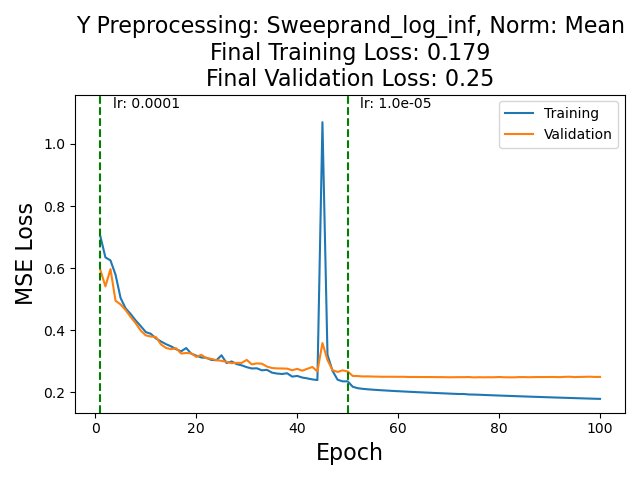 Y Preprocessing: Sweeprand_log_inf, Norm: Mean
Final Training Loss: 0.179
Final Validation Loss: 0.25
lr: 0.0001
lr: 1.0e-05
Training
Validation
MSE Loss
1.0
0.8
0.6
0.4
0.2
0
20
40
60
80
100
Epoch